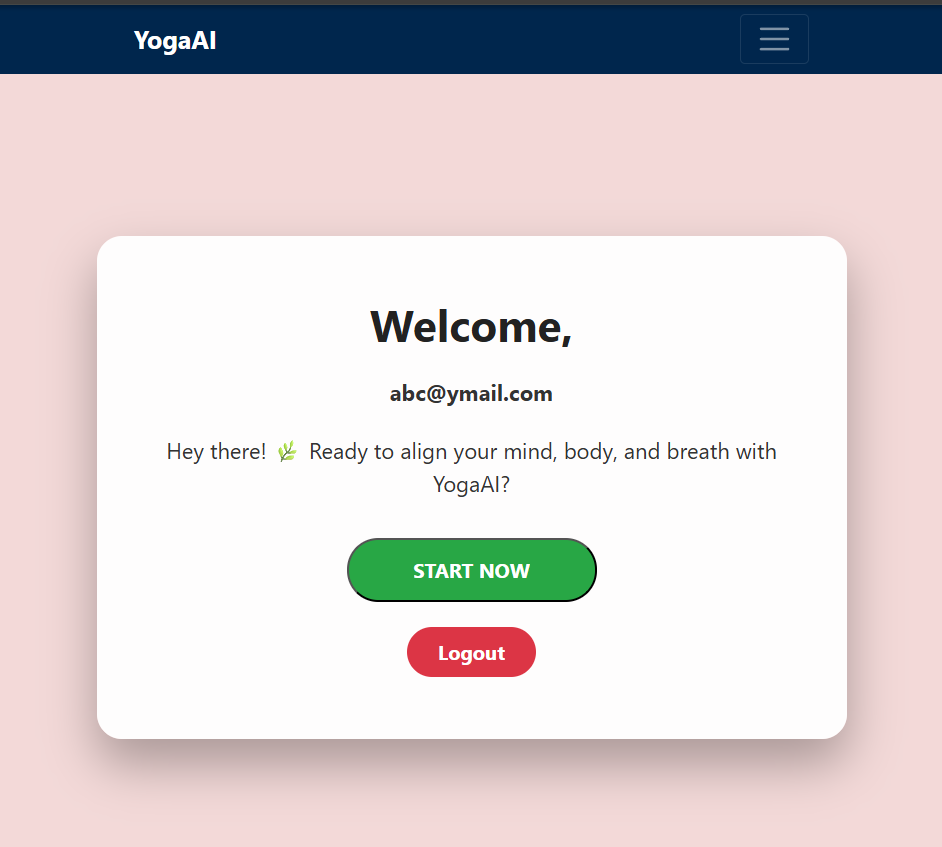 YogaAI
Welcome,
abc@ymail.com
Hey there! 🌿 Ready to align your mind, body, and breath with
YogaAI?
START NOW
Logout